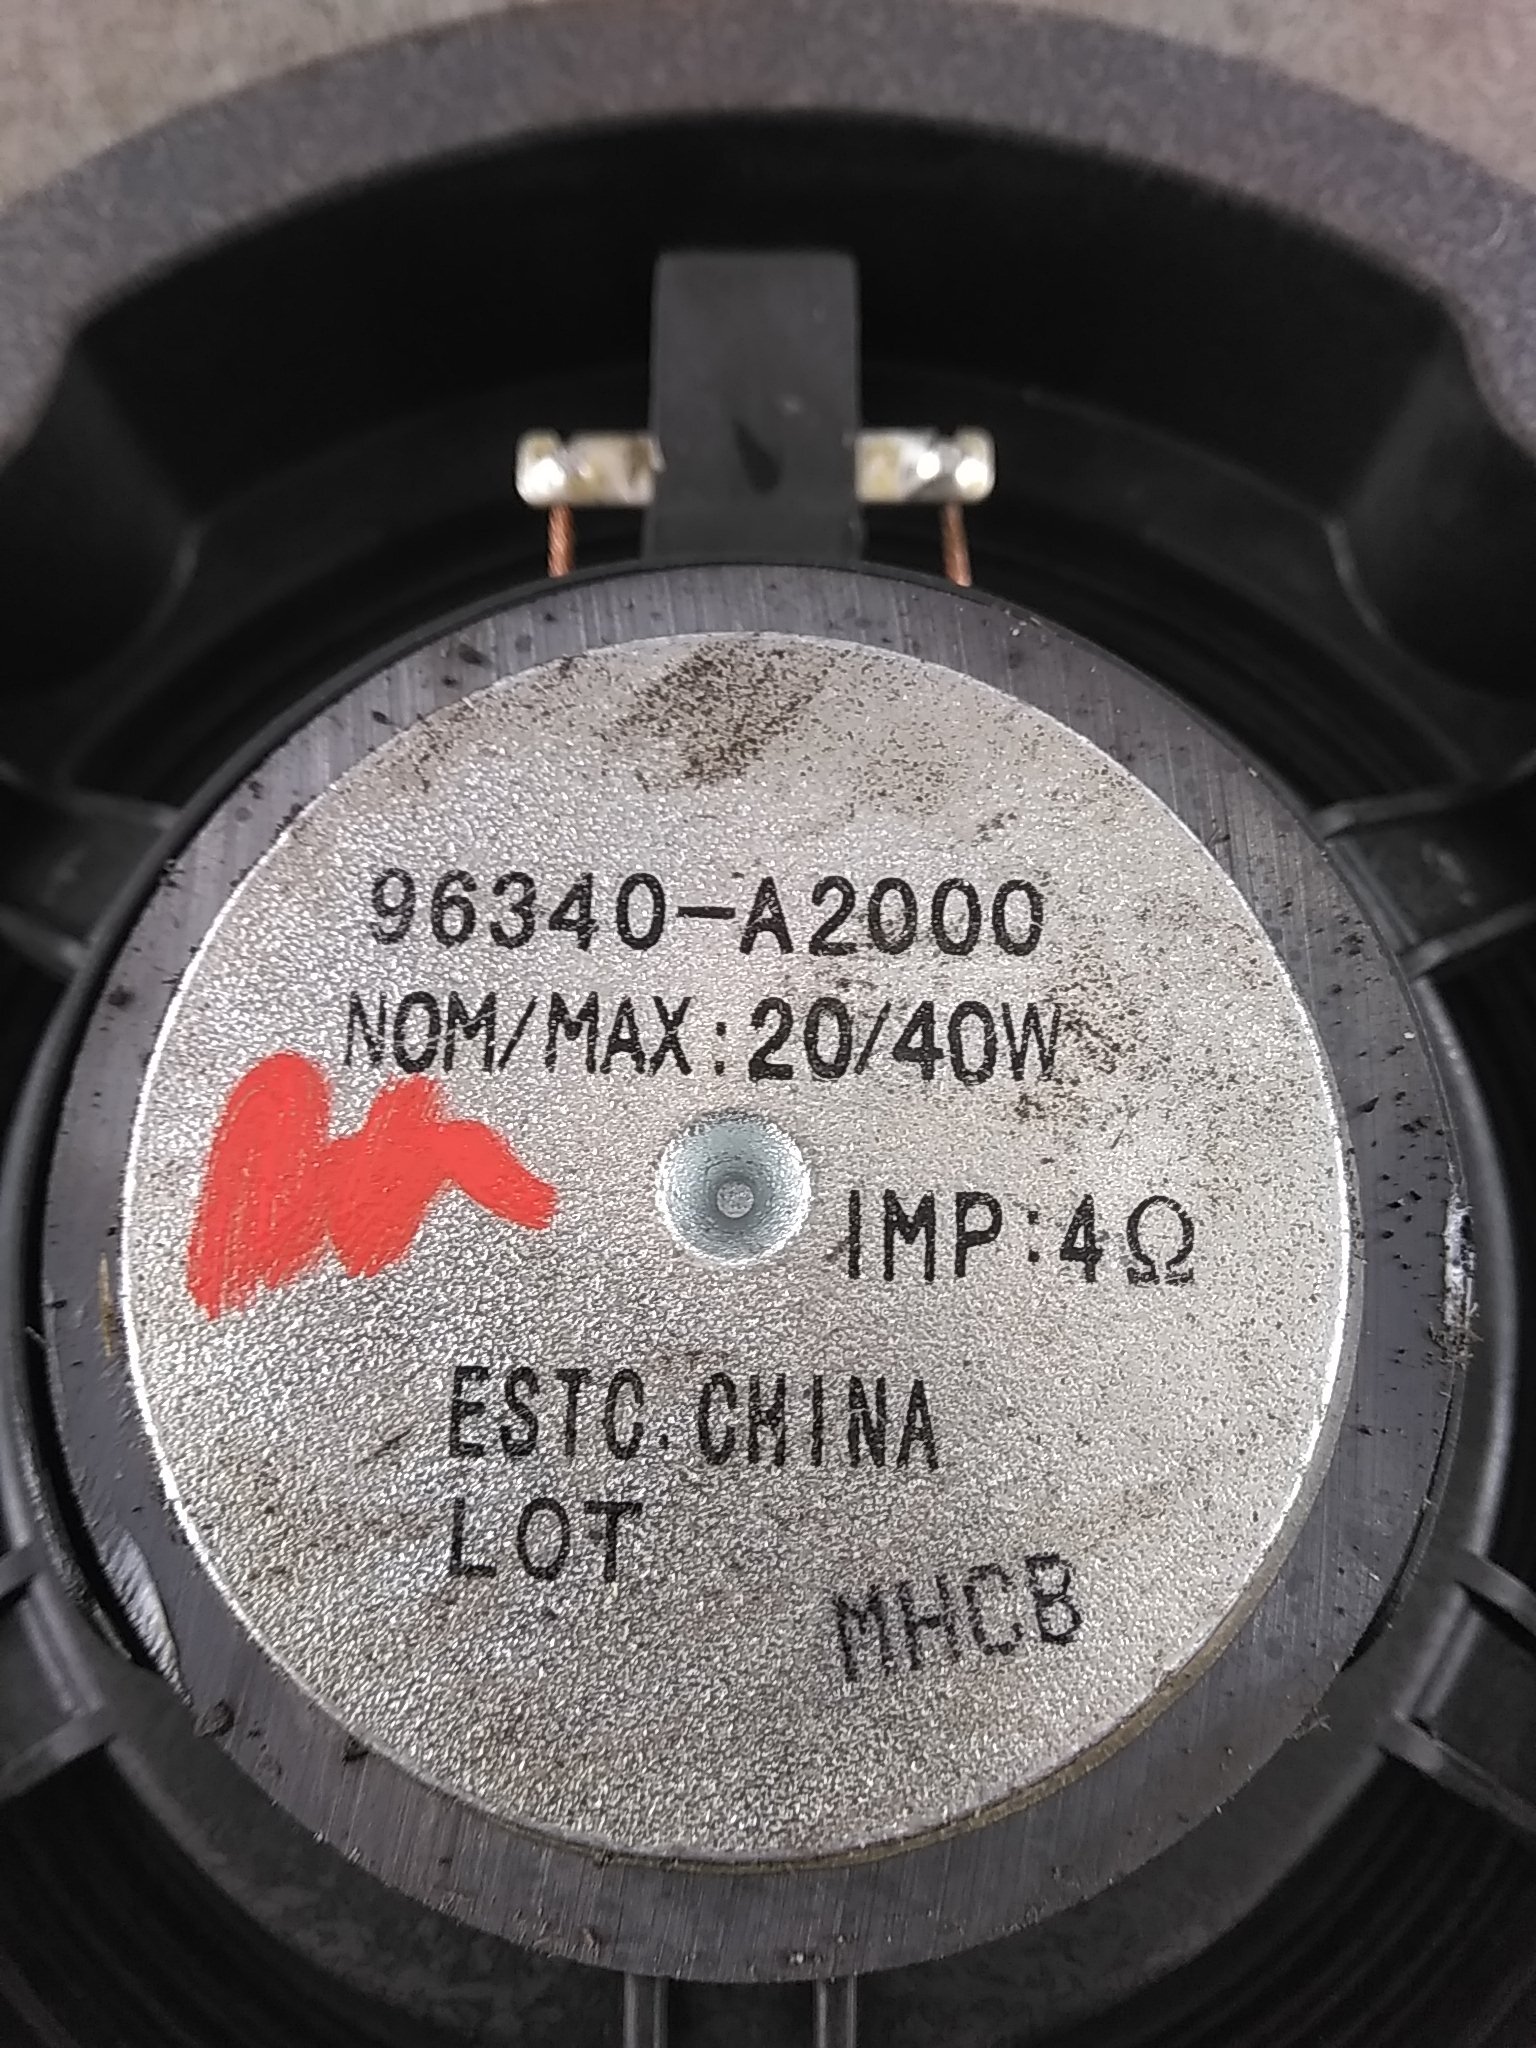 96340-A2000
NOM/MAX:20/40W
IMP:4Ω
ESTC.CHINA
LOT
MHCB